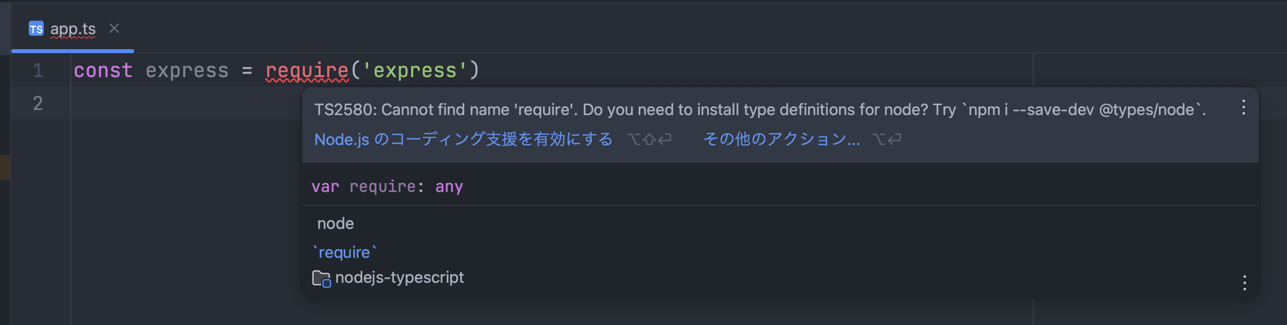 TS app.ts ×
1 const express = require('express')
2
TS2580: Cannot find name 'require'. Do you need to install type definitions for node? Try `npm i --save-dev @types/node`.
Node.js のコーディング支援を有効にする ⌥⇧⏎ その他のアクション... ⌥⏎
var require: any
node
`require`
nodejs-typescript